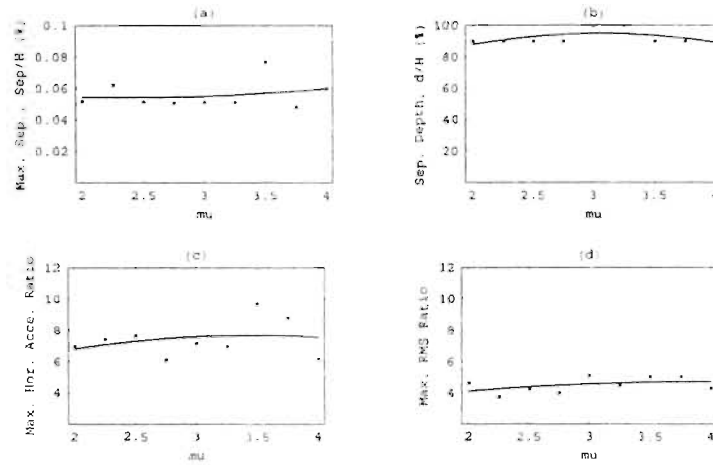 (a)
0.1
0.08
0.06
0.04
0.02
Max. Sep., Sep/H (%)
2 2.5 3 3.5 4
mu
(b)
100
80
60
40
20
Sep. Depth. d/H (%)
2 2.5 3 3.5 4
mu
(c)
12
10
8
6
4
Max. Hor. Acce. Ratio
2 2.5 3 3.5 4
mu
(d)
12
10
8
6
4
Max. RMS Ratio
2 2.5 3 3.5 4
mu